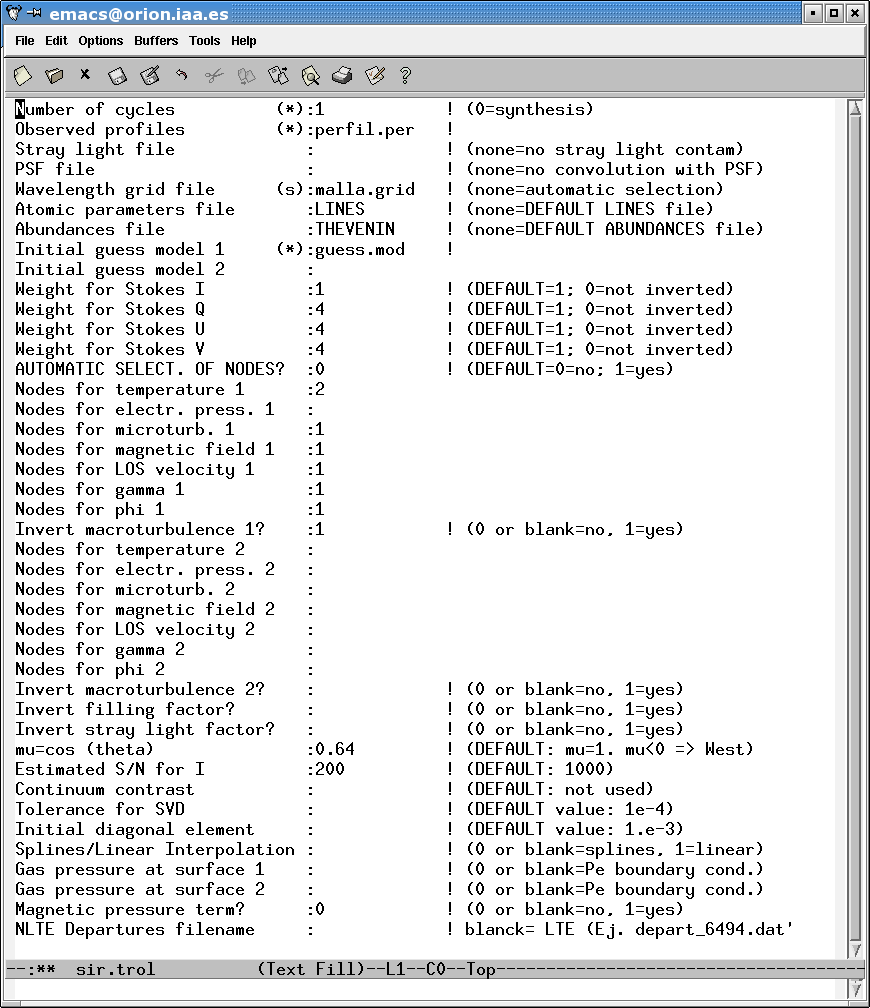 emacs@orion.iaa.es
File Edit Options Buffers Tools Help
Number of cycles          (*):1            ! (0=synthesis)
Observed profiles         (*):perfil.per   !
Stray light file             :             ! (none=no stray light contam)
PSF file                     :             ! (none=no convolution with PSF)
Wavelength grid file      (s):malla.grid   ! (none=automatic selection)
Atomic parameters file       :LINES        ! (none=DEFAULT LINES file)
Abundances file              :THEVENIN     ! (none=DEFAULT ABUNDANCES file)
Initial guess model 1     (*):guess.mod    !
Initial guess model 2        :
Weight for Stokes I          :1            ! (DEFAULT=1; 0=not inverted)
Weight for Stokes Q          :4            ! (DEFAULT=1; 0=not inverted)
Weight for Stokes U          :4            ! (DEFAULT=1; 0=not inverted)
Weight for Stokes V          :4            ! (DEFAULT=1; 0=not inverted)
AUTOMATIC SELECT. OF NODES?  :0            ! (DEFAULT=0=no; 1=yes)
Nodes for temperature 1      :2
Nodes for electr. press. 1   :
Nodes for microturb. 1       :1
Nodes for magnetic field 1   :1
Nodes for LOS velocity 1     :1
Nodes for gamma 1            :1
Nodes for phi 1              :1
Invert macroturbulence 1?    :1            ! (0 or blank=no, 1=yes)
Nodes for temperature 2      :
Nodes for electr. press. 2   :
Nodes for microturb. 2       :
Nodes for magnetic field 2   :
Nodes for LOS velocity 2     :
Nodes for gamma 2            :
Nodes for phi 2              :
Invert macroturbulence 2?    :             ! (0 or blank=no, 1=yes)
Invert filling factor?       :             ! (0 or blank=no, 1=yes)
Invert stray light factor?   :             ! (0 or blank=no, 1=yes)
mu=cos (theta)               :0.64         ! (DEFAULT: mu=1. mu<0 => West)
Estimated S/N for I          :200          ! (DEFAULT: 1000)
Continuum contrast           :             ! (DEFAULT: not used)
Tolerance for SVD            :             ! (DEFAULT value: 1e-4)
Initial diagonal element     :             ! (DEFAULT value: 1.e-3)
Splines/Linear Interpolation :             ! (0 or blank=splines, 1=linear)
Gas pressure at surface 1    :             ! (0 or blank=Pe boundary cond.)
Gas pressure at surface 2    :             ! (0 or blank=Pe boundary cond.)
Magnetic pressure term?      :0            ! (0 or blank=no, 1=yes)
NLTE Departures filename     :             ! blanck= LTE (Ej. depart_6494.dat'
--:**  sir.trol          (Text Fill)--L1--C0--Top--------------------------------------